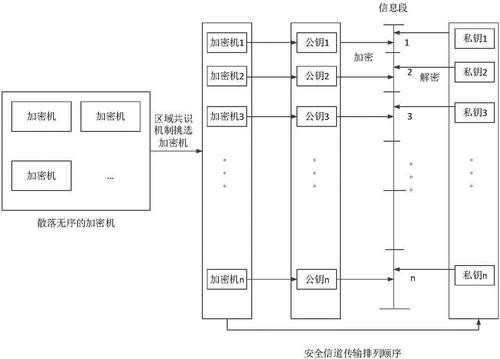 信息段
加密机1
公钥1
1
私钥1
加密
加密机2
公钥2
2
私钥2
解密
加密机
加密机
区域共识
机制挑选
加密机
加密机3
公钥3
3
私钥3
加密机
...
散落无序的加密机
加密机n
公钥n
n
私钥n
安全信道传输排列顺序